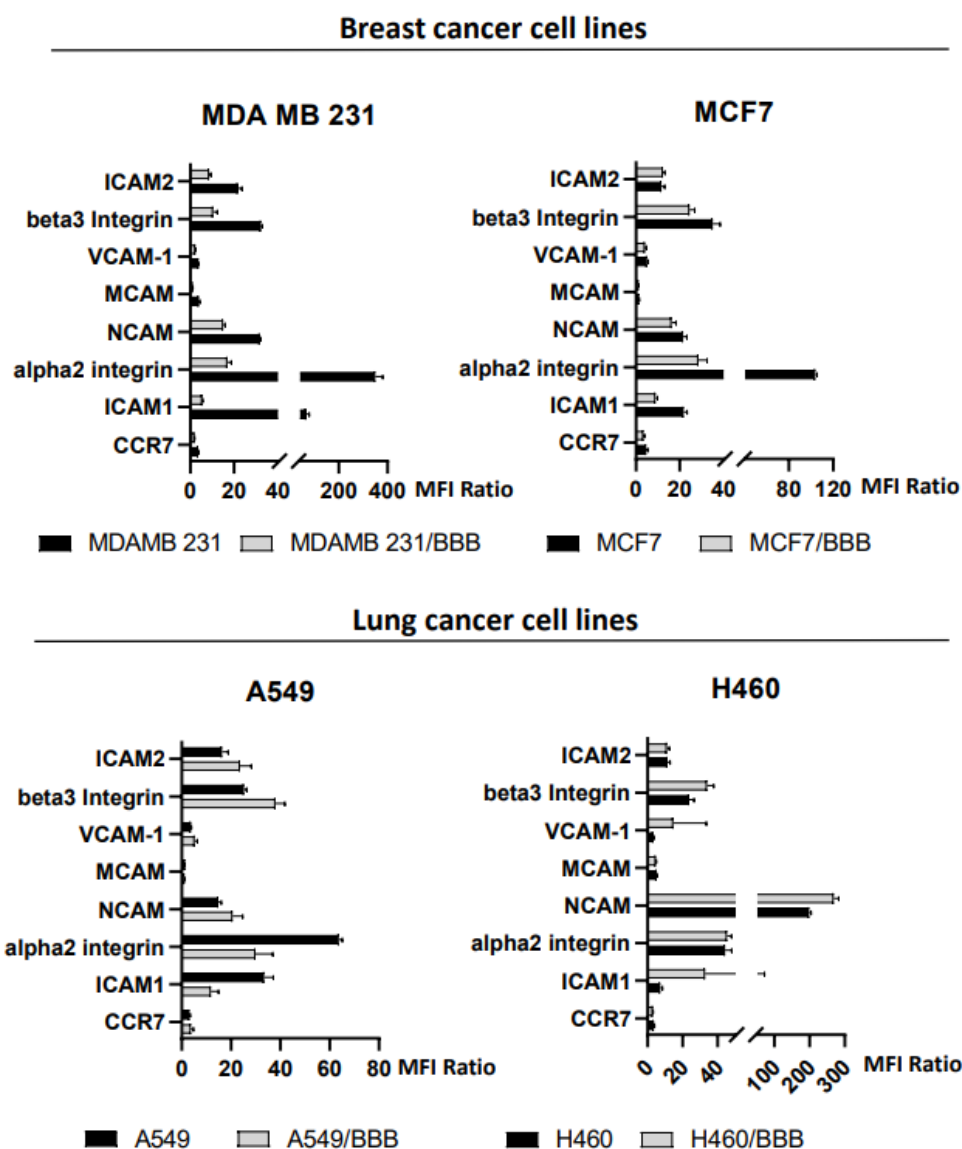 Breast cancer cell lines
MDA MB 231
ICAM2
beta3 Integrin
VCAM-1
MCAM
NCAM
alpha2 integrin
ICAM1
CCR7
0 20 40 200 400 MFI Ratio
MDAMB 231 MDAMB 231/BBB
MCF7
ICAM2
beta3 Integrin
VCAM-1
MCAM
NCAM
alpha2 integrin
ICAM1
CCR7
0 20 40 80 120 MFI Ratio
MCF7 MCF7/BBB
Lung cancer cell lines
A549
ICAM2
beta3 Integrin
VCAM-1
MCAM
NCAM
alpha2 integrin
ICAM1
CCR7
0 20 40 60 80 MFI Ratio
A549 A549/BBB
H460
ICAM2
beta3 Integrin
VCAM-1
MCAM
NCAM
alpha2 integrin
ICAM1
CCR7
0 20 40 100 200 300 MFI Ratio
H460 H460/BBB